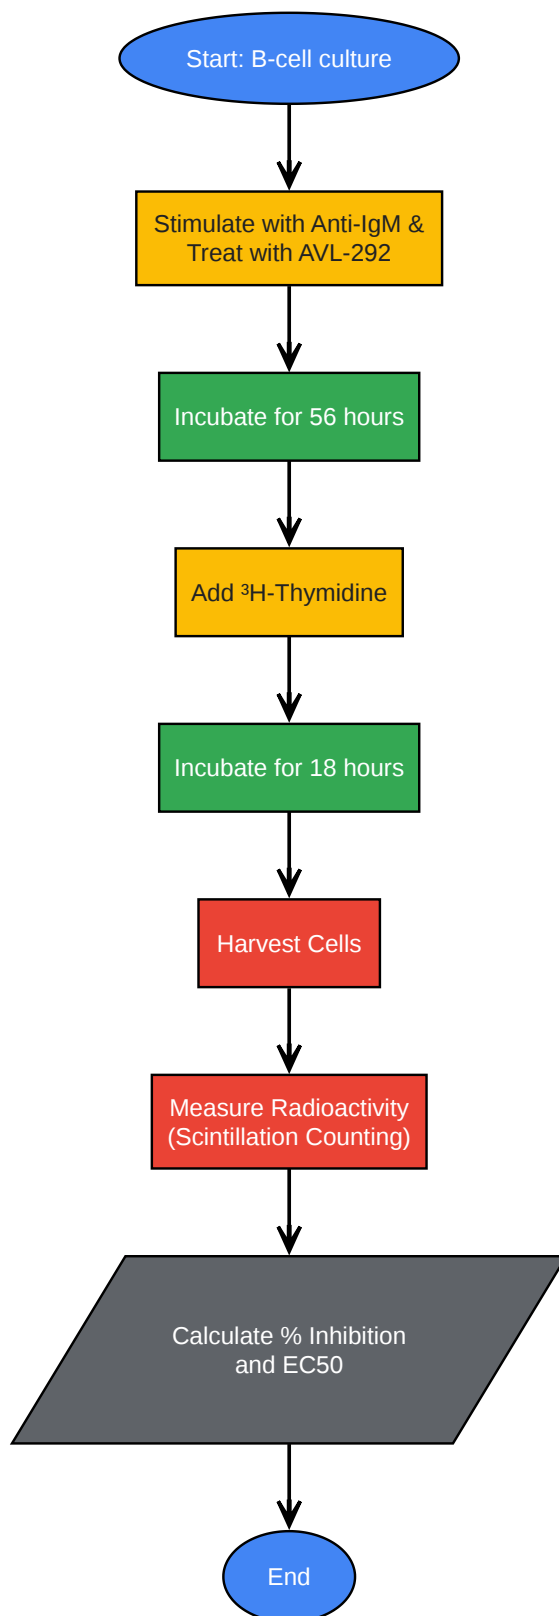 Start: B-cell culture
Stimulate with Anti-IgM &
Treat with AVL-292
Incubate for 56 hours
Add ³H-Thymidine
Incubate for 18 hours
Harvest Cells
Measure Radioactivity
(Scintillation Counting)
Calculate % Inhibition
and EC50
End